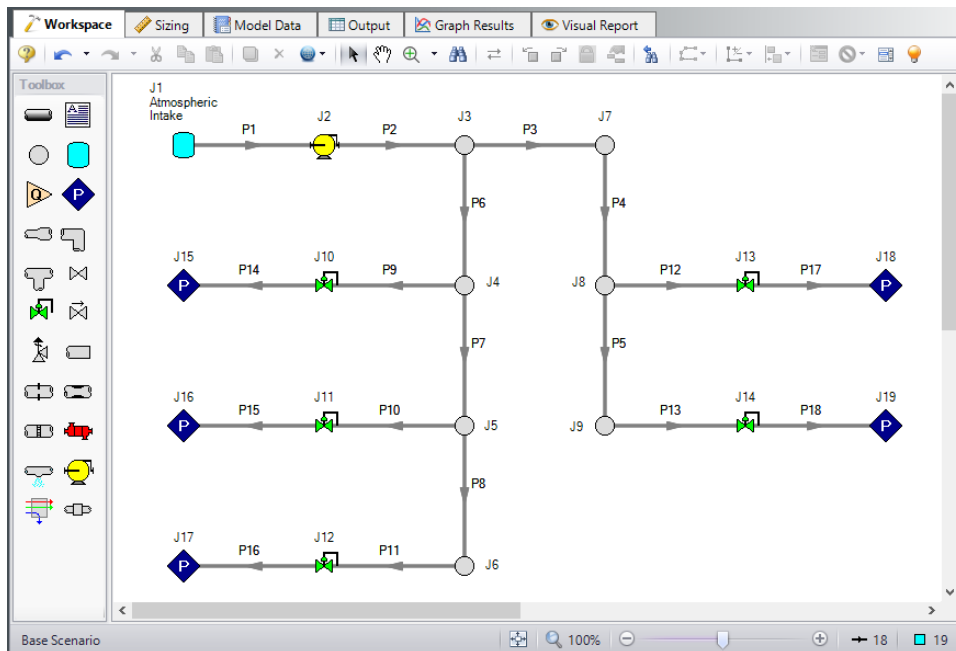 Workspace Sizing Model Data Output Graph Results Visual Report
Toolbox
A
Q P
J1
Atmospheric
Intake
P1 J2 P2 J3 P3 J7
P6 P4
J15 P14 J10 P9 J4 J8 P12 J13 P17 J18
P P
P7 P5
J16 P15 J11 P10 J5 J9 P13 J14 P18 J19
P P
P8
J17 P16 J12 P11 J6
P
Base Scenario 100% 18 19